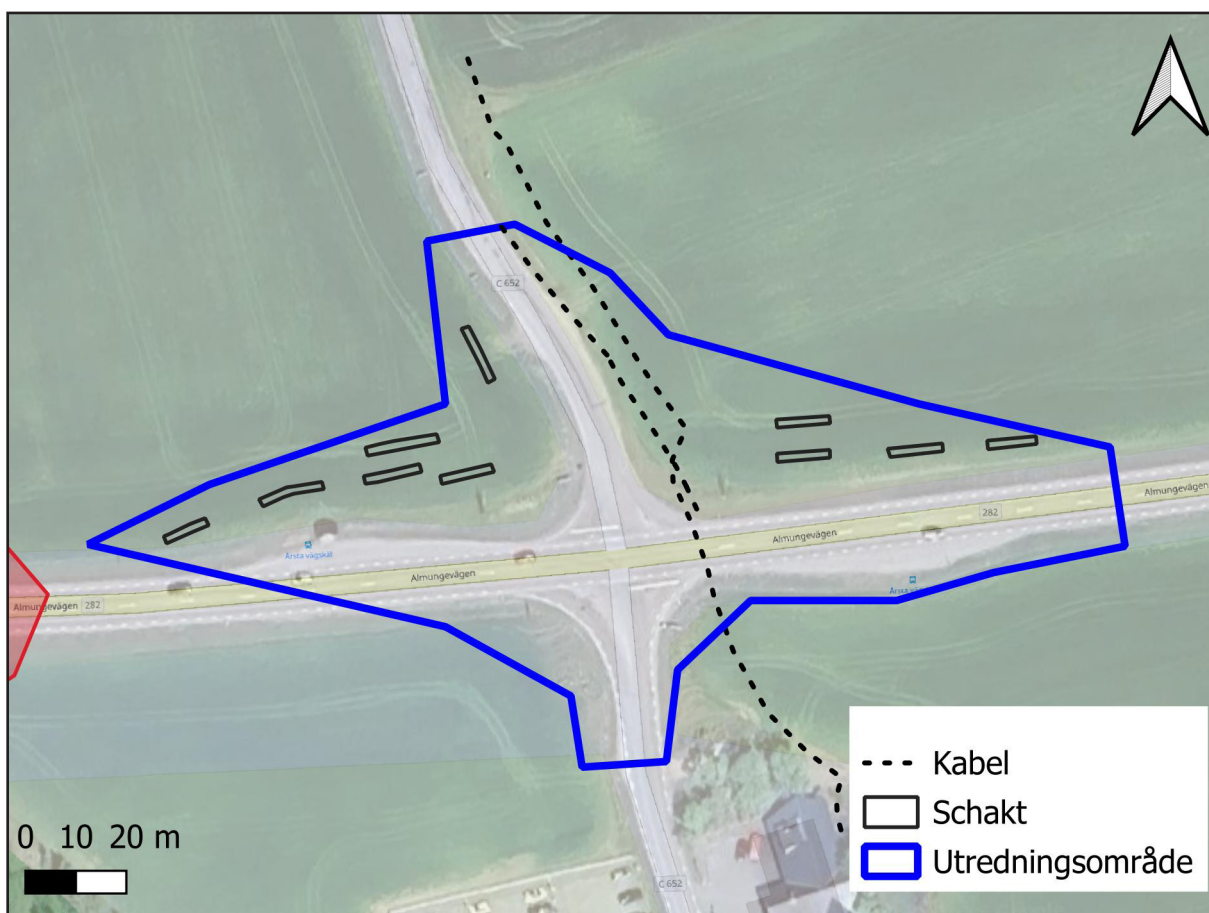 C 652
Almungevägen
282
Almungevägen
Årsta vägskäl
Almungevägen
Almungevägen 282
C 652
Kabel
Schakt
Utredningsområde
0 10 20 m